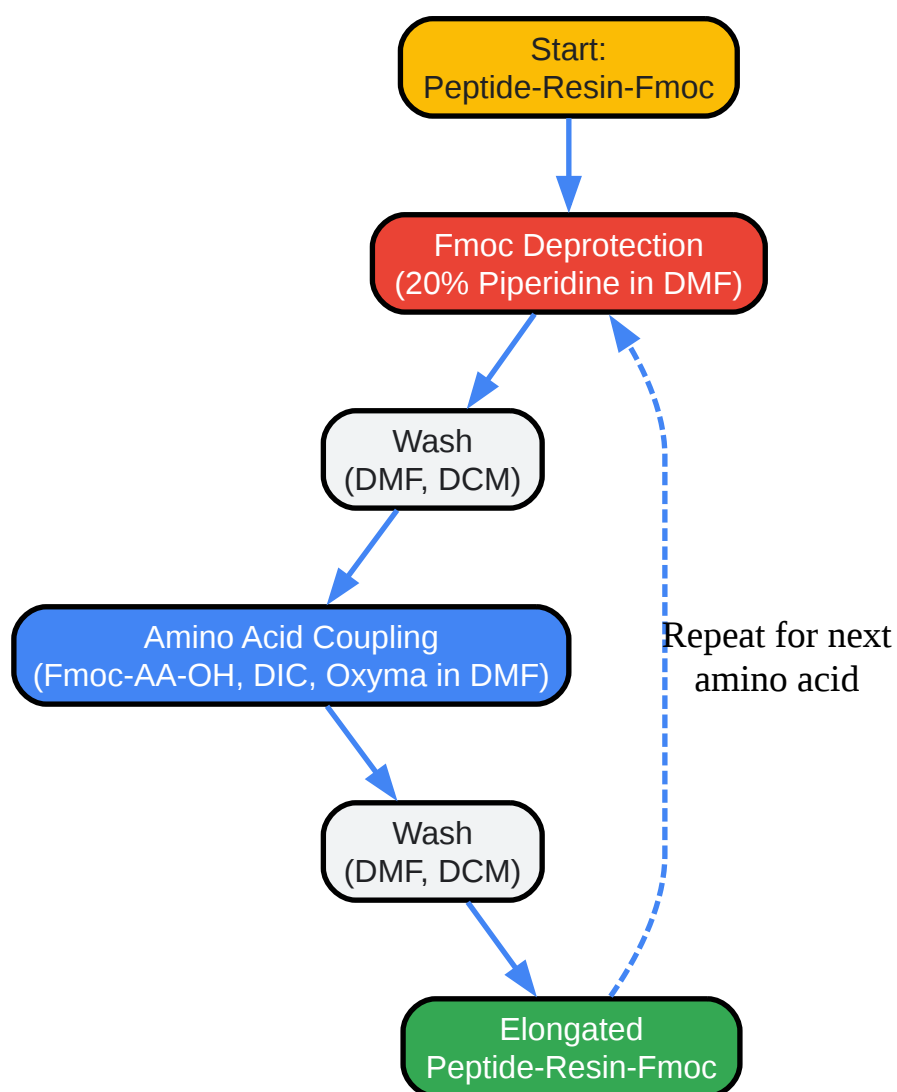 Start:
Peptide-Resin-Fmoc
Fmoc Deprotection
(20% Piperidine in DMF)
Wash
(DMF, DCM)
Amino Acid Coupling
(Fmoc-AA-OH, DIC, Oxyma in DMF)
Repeat for next
amino acid
Wash
(DMF, DCM)
Elongated
Peptide-Resin-Fmoc